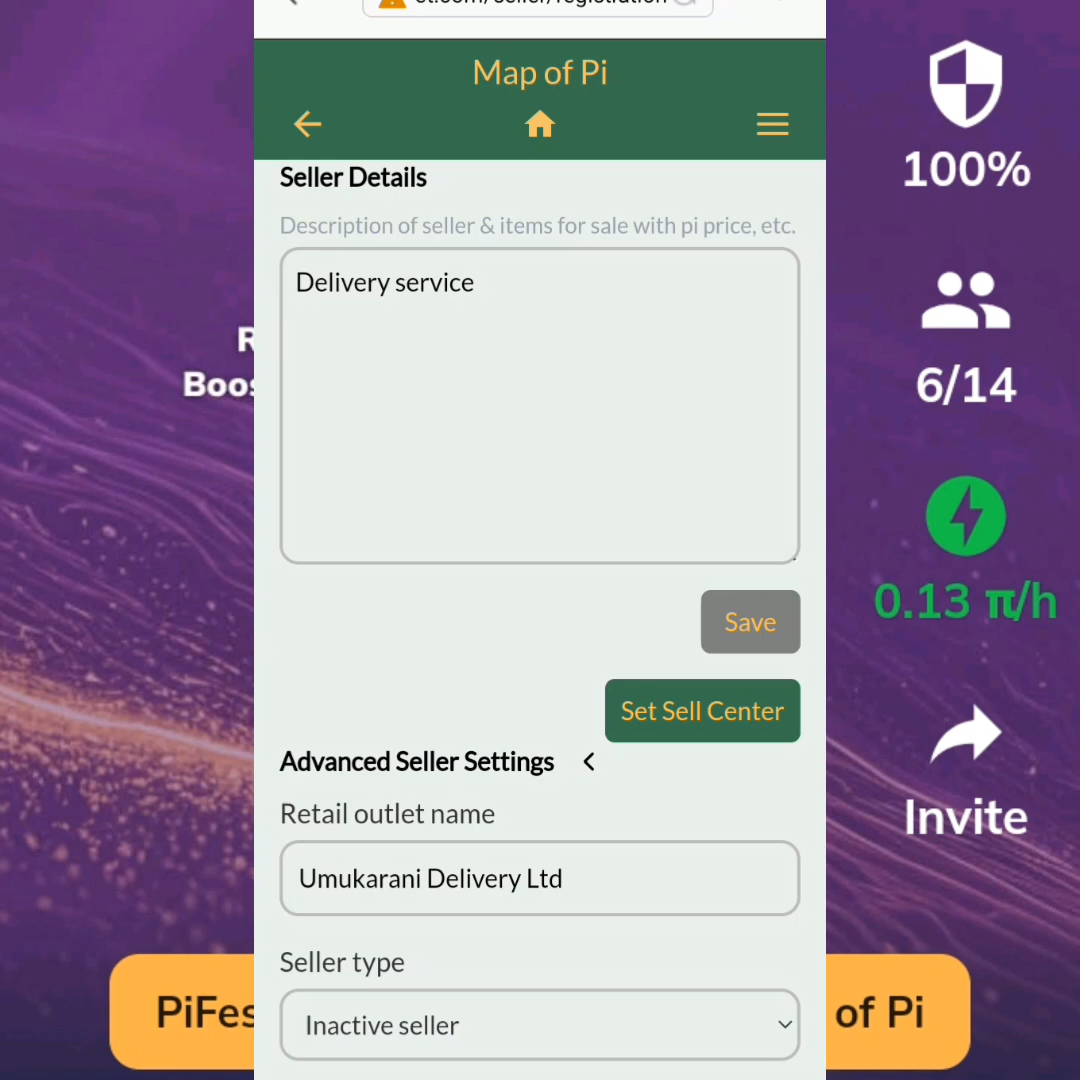 Map of Pi
Seller Details
Description of seller & items for sale with pi price, etc.
Delivery service
Save
Set Sell Center
Advanced Seller Settings <
Retail outlet name
Umukarani Delivery Ltd
Seller type
Inactive seller
100%
6/14
0.13 π/h
Invite
of Pi